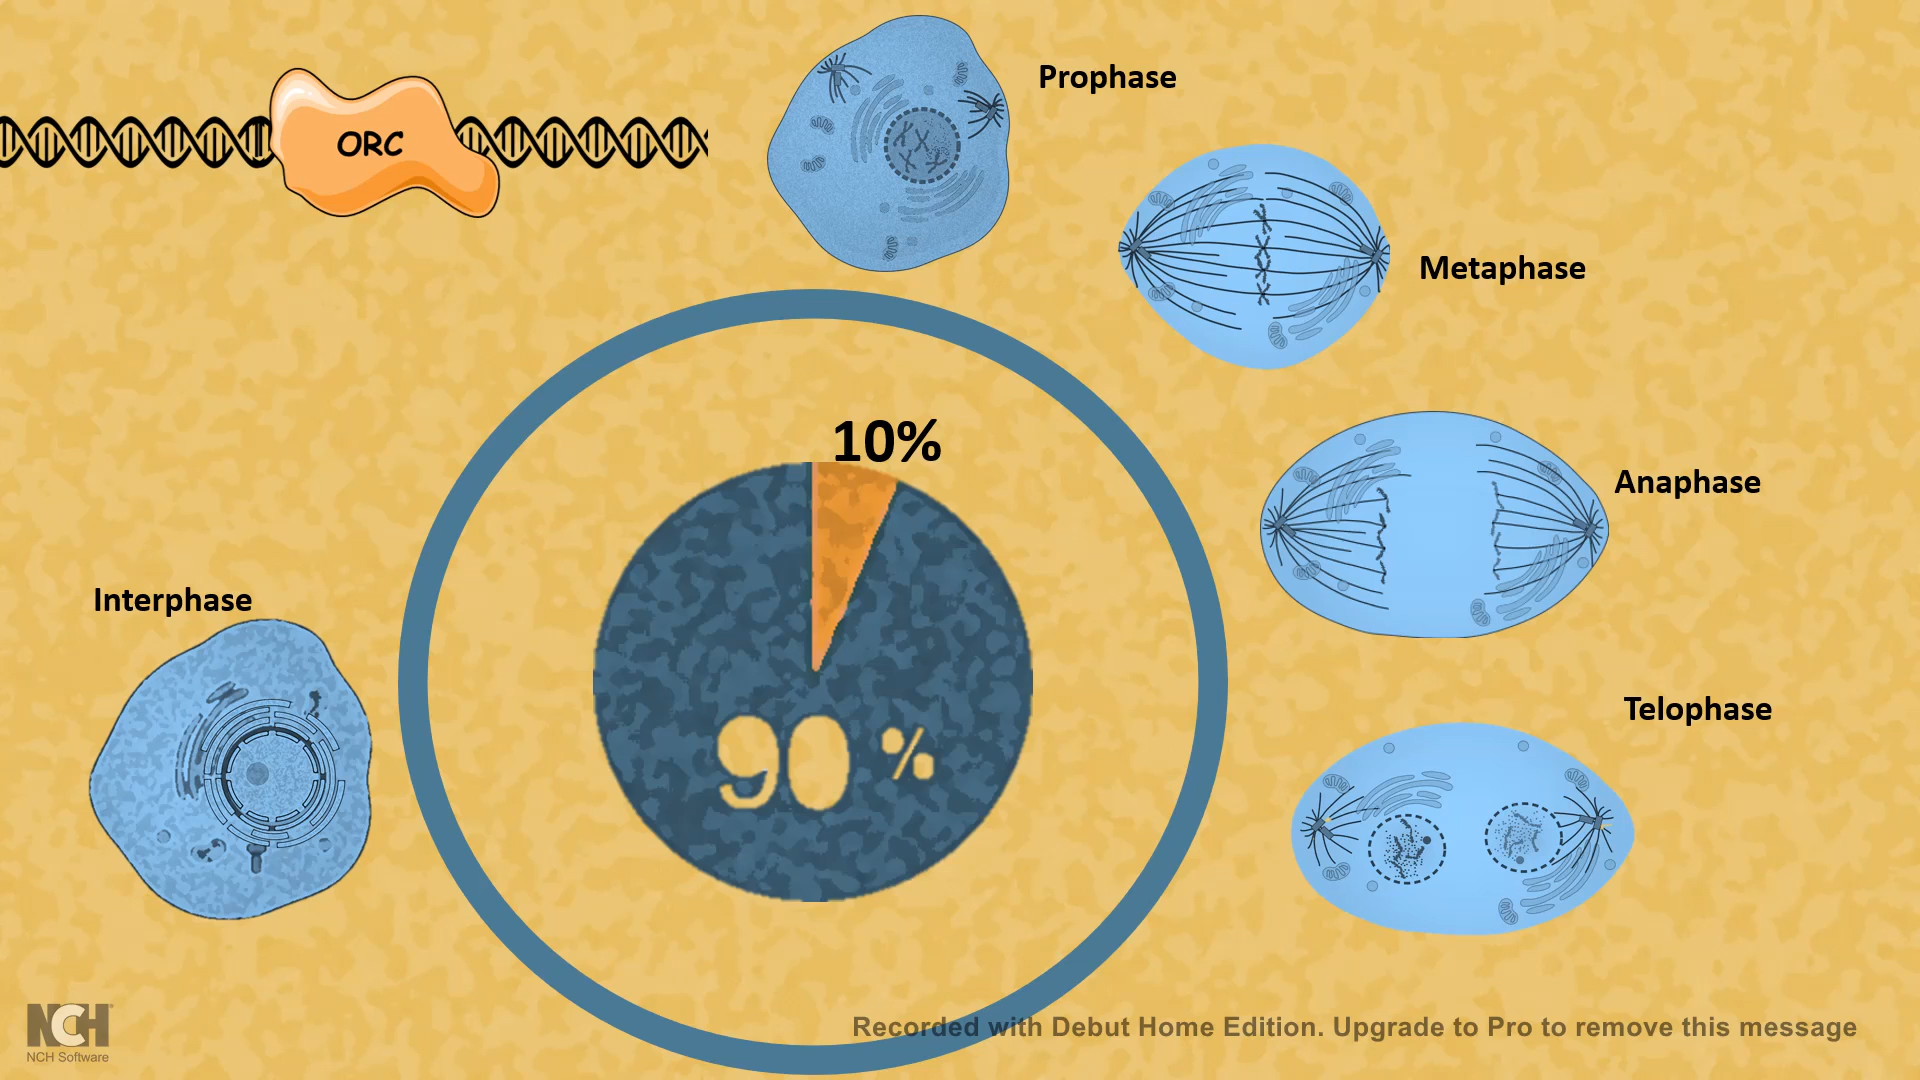 Prophase
ORC
Metaphase
10%
Anaphase
Interphase
90 %
Telophase
NCH
NCH Software
Recorded with Debut Home Edition. Upgrade to Pro to remove this message